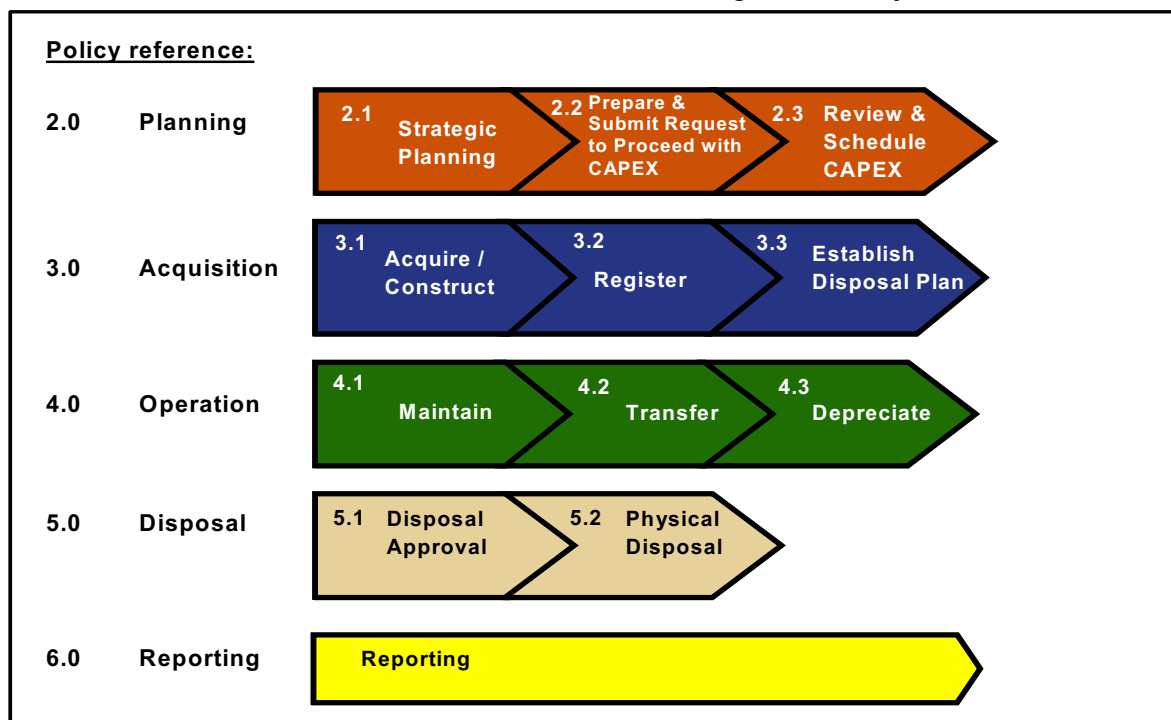 Policy reference:
2.0 Planning
2.1 Strategic
Planning
2.2 Prepare &
Submit Request
to Proceed with
CAPEX
2.3 Review &
Schedule
CAPEX
3.0 Acquisition
3.1 Acquire /
Construct
3.2
Register
3.3 Establish
Disposal Plan
4.0 Operation
4.1
Maintain
4.2
Transfer
4.3
Depreciate
5.0 Disposal
5.1 Disposal
Approval
5.2 Physical
Disposal
6.0 Reporting
Reporting